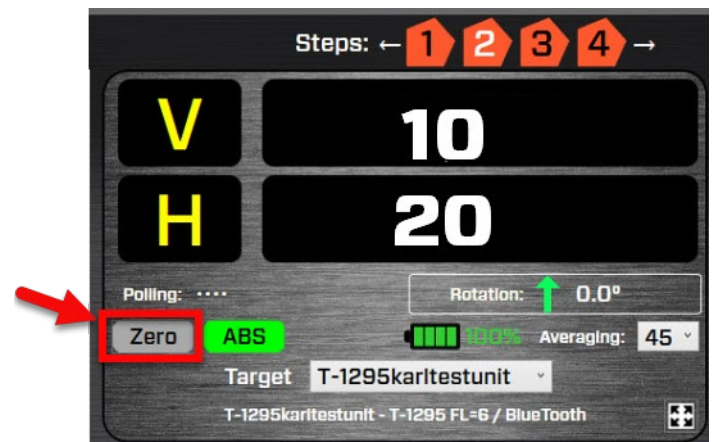 Steps: ← 1 2 3 4 →
V 10
H 20
Polling: ····
Rotation: ↑ 0.0°
Zero ABS 100% Averaging: 45
Target T-1295karltestunit
T-1295karltestunit - T-1295 FL=6 / BlueTooth